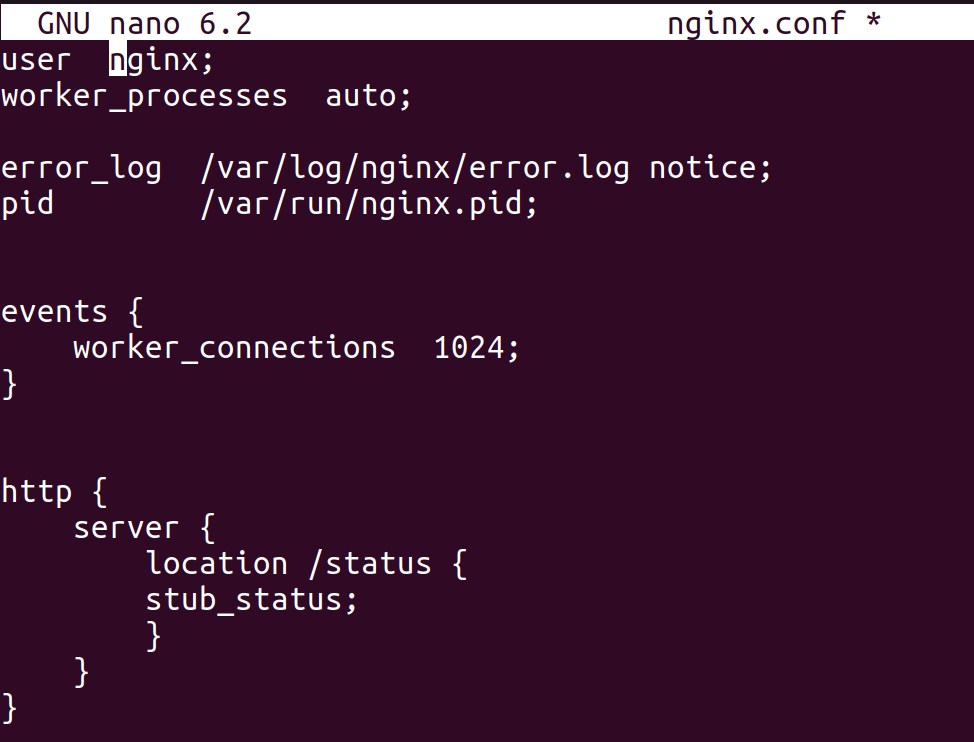 GNU nano 6.2 nginx.conf *
user  nginx;
worker_processes  auto;
error_log  /var/log/nginx/error.log notice;
pid        /var/run/nginx.pid;
events {
    worker_connections  1024;
}
http {
    server {
        location /status {
        stub_status;
        }
    }
}